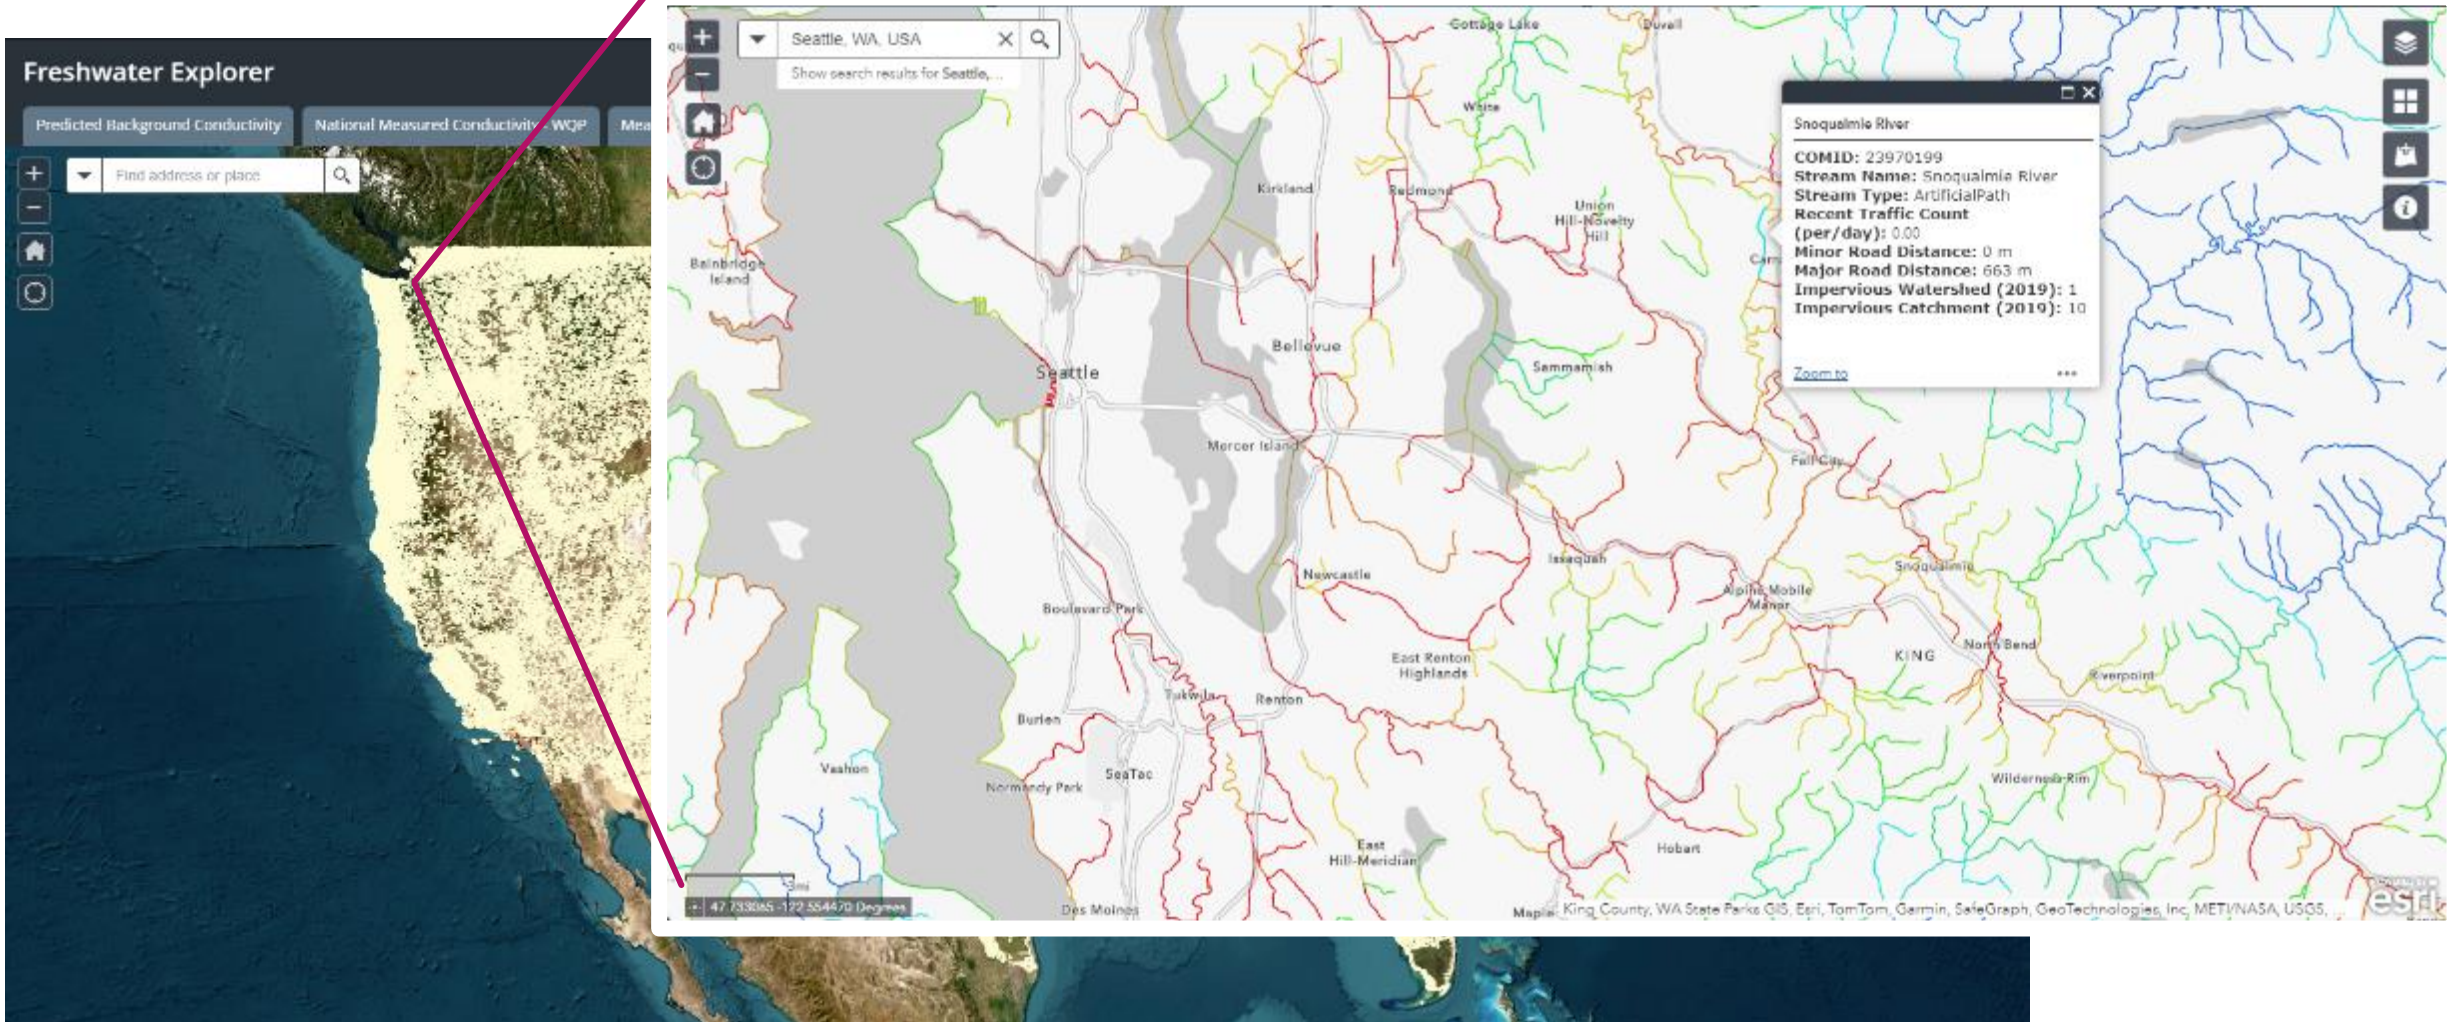 Freshwater Explorer
Predicted Background Conductivity
National Measured Conductivity - WQP
Mea
Find address or place
Seattle, WA, USA
Show search results for Seattle,...
Cottage Lake
Duvall
White
Kirkland
Redmond
Union
Hill-Novelty
Hill
Bainbridge
Island
Bellevue
Seattle
Sammamish
Mercer Island
Fall City
Newcastle
Issaquah
Snoqualmie
Alpine Mobile
Manor
Boulevard Park
North Bend
KING
East Renton
Highlands
Riverpoint
Tukwila
Renton
Burien
Vashon
SeaTac
Normandy Park
Wilderness Rim
East
Hill-Meridian
Hobart
Des Moines
Maple
Snoqualmie River
COMID: 23970199
Stream Name: Snoqualmie River
Stream Type: ArtificialPath
Recent Traffic Count
(per/day): 0.00
Minor Road Distance: 0 m
Major Road Distance: 663 m
Impervious Watershed (2019): 1
Impervious Catchment (2019): 10
Zoom to
3mi
47.733065 -122.554470 Degrees
King County, WA State Parks GIS, Esri, TomTom, Garmin, SafeGraph, GeoTechnologies, Inc, METI/NASA, USGS,
esri